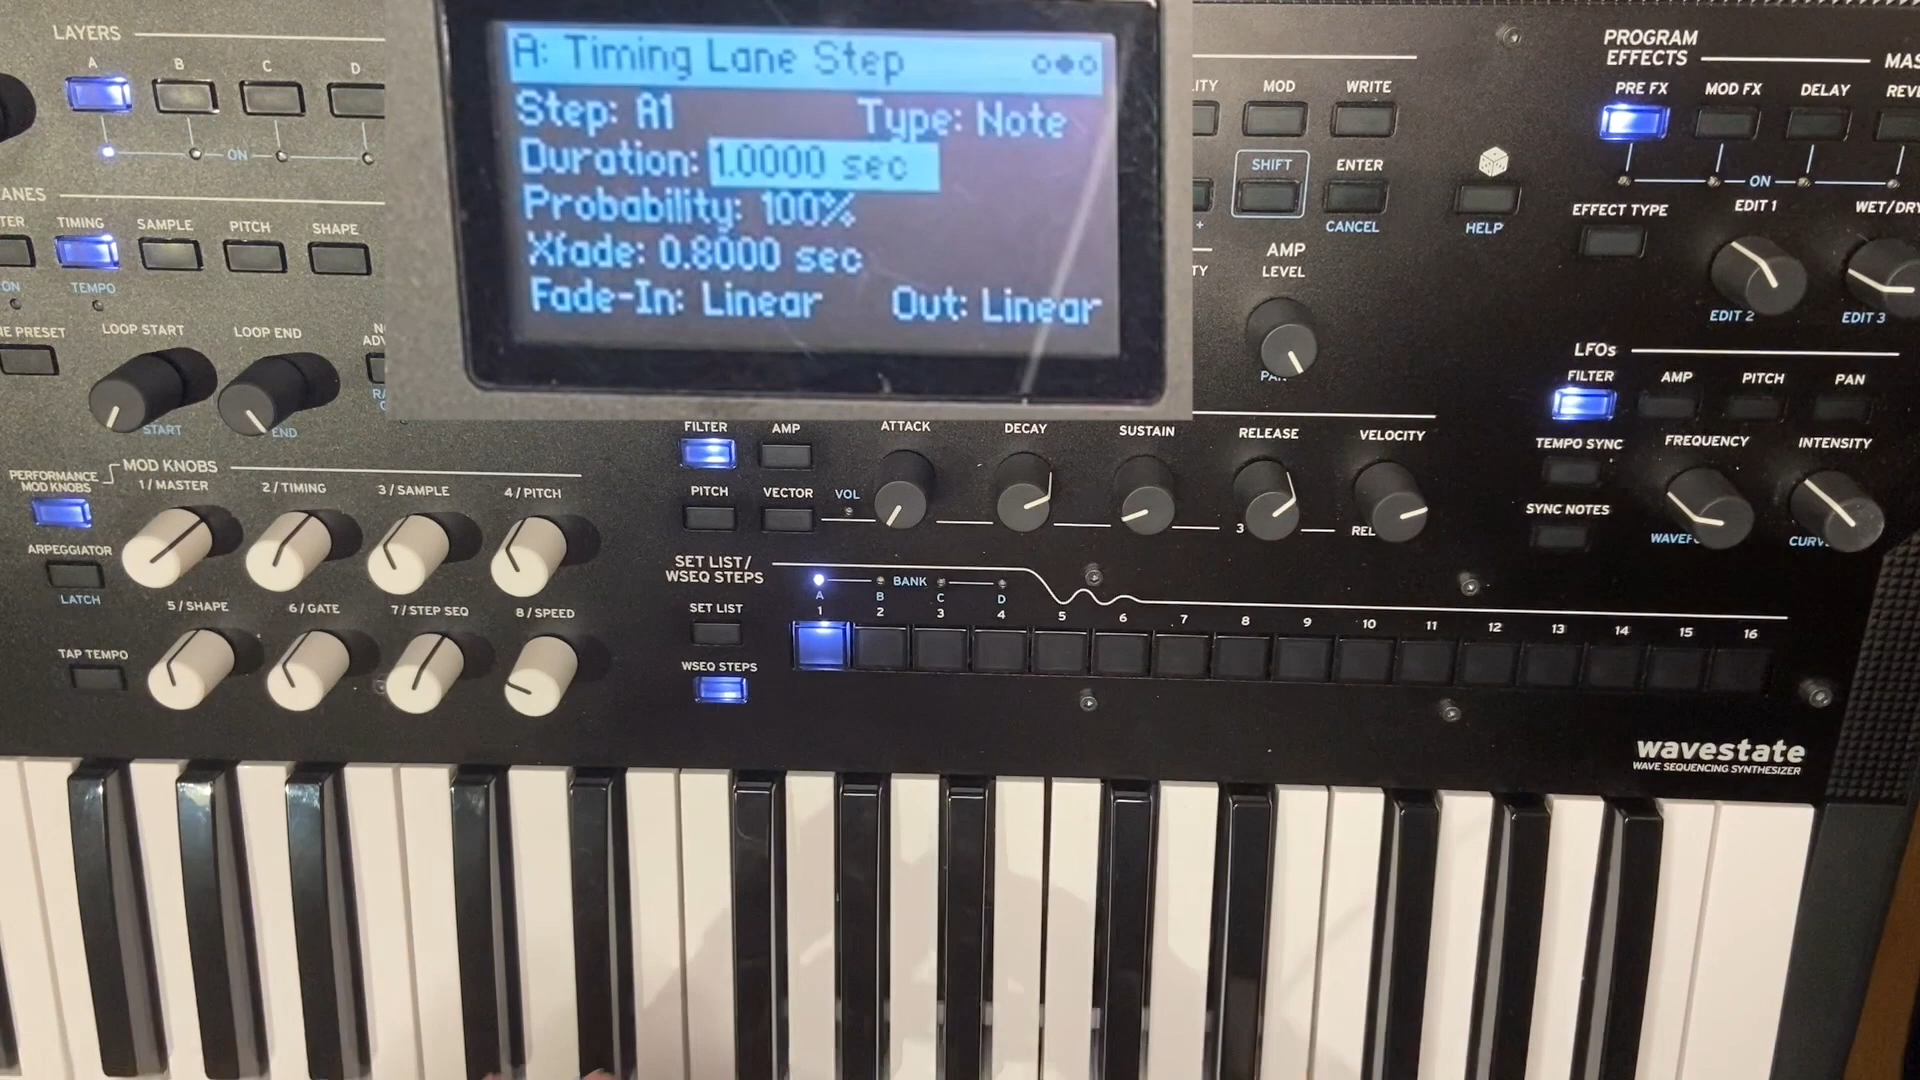 LAYERS
A B C D
ON
ANES
TIMING SAMPLE PITCH SHAPE
ON TEMPO
E PRESET
LOOP START LOOP END
START END
A: Timing Lane Step
Step: A1 Type: Note
Duration: 1.0000 sec
Probability: 100%
Xfade: 0.8000 sec
Fade-In: Linear Out: Linear
MOD WRITE
SHIFT ENTER
CANCEL
HELP
AMP
LEVEL
PROGRAM
EFFECTS
PRE FX MOD FX DELAY
ON
EFFECT TYPE EDIT 1 WET/DRY
EDIT 2 EDIT 3
LFOs
FILTER AMP PITCH PAN
TEMPO SYNC FREQUENCY INTENSITY
SYNC NOTES
PERFORMANCE
MOD KNOBS
MOD KNOBS
1/MASTER 2/TIMING 3/SAMPLE 4/PITCH
ARPEGGIATOR
LATCH
5/SHAPE 6/GATE 7/STEP SEQ 8/SPEED
TAP TEMPO
FILTER AMP ATTACK DECAY SUSTAIN RELEASE VELOCITY
PITCH VECTOR VOL
3
SET LIST/
WSEQ STEPS
BANK
A B C D
SET LIST
1 2 3 4 5 6 7 8 9 10 11 12 13 14 15 16
WSEQ STEPS
wavestate
WAVE SEQUENCING SYNTHESIZER